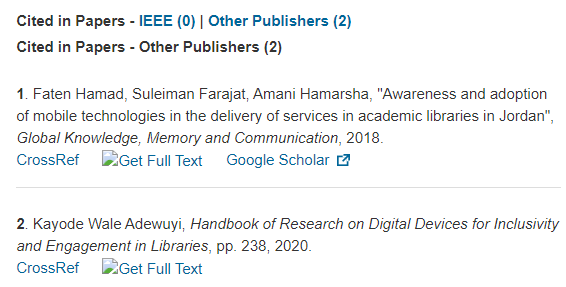 Cited in Papers - IEEE (0) | Other Publishers (2)
Cited in Papers - Other Publishers (2)
1. Faten Hamad, Suleiman Farajat, Amani Hamarsha, "Awareness and adoption
of mobile technologies in the delivery of services in academic libraries in Jordan",
Global Knowledge, Memory and Communication, 2018.
CrossRef Get Full Text Google Scholar
2. Kayode Wale Adewuyi, Handbook of Research on Digital Devices for Inclusivity
and Engagement in Libraries, pp. 238, 2020.
CrossRef Get Full Text